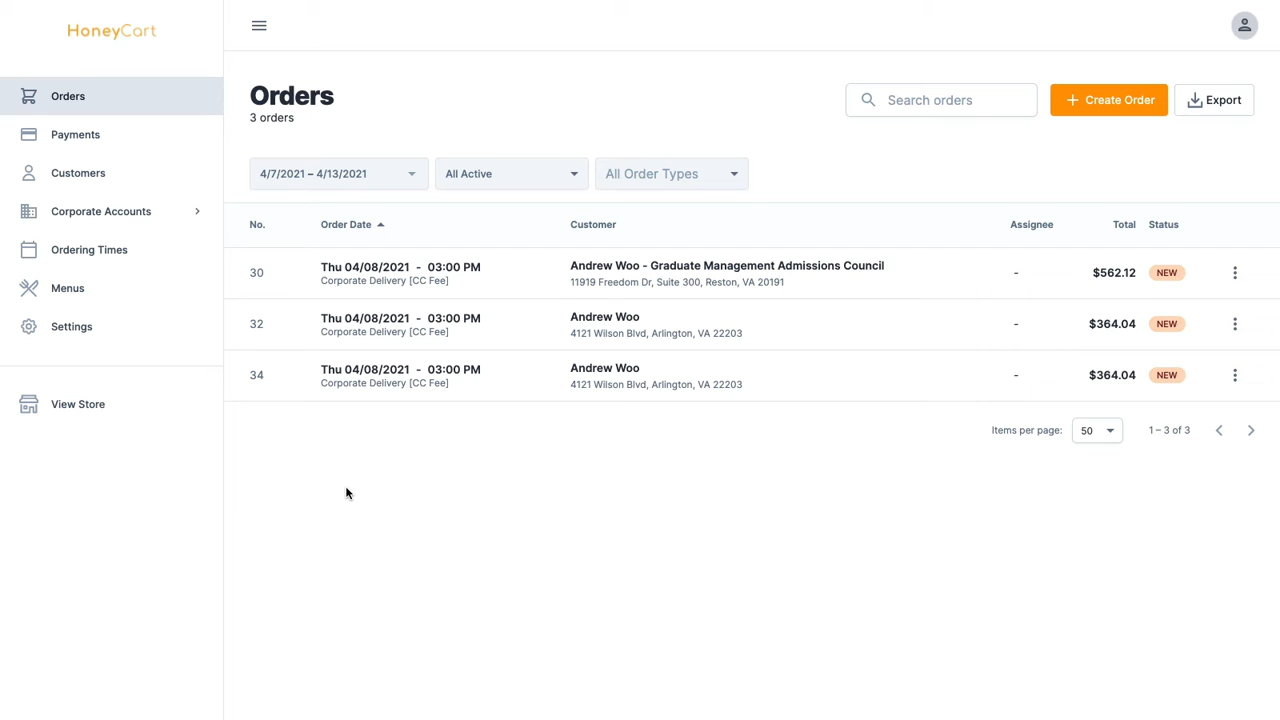 HoneyCart
Orders
Payments
Customers
Corporate Accounts
Ordering Times
Menus
Settings
View Store
Orders
3 orders
Search orders
Create Order
Export
4/7/2021 – 4/13/2021
All Active
All Order Types
No. Order Date Customer Assignee Total Status
30 Thu 04/08/2021 - 03:00 PM Andrew Woo - Graduate Management Admissions Council - $562.12 NEW
Corporate Delivery [CC Fee] 11919 Freedom Dr, Suite 300, Reston, VA 20191
32 Thu 04/08/2021 - 03:00 PM Andrew Woo - $364.04 NEW
Corporate Delivery [CC Fee] 4121 Wilson Blvd, Arlington, VA 22203
34 Thu 04/08/2021 - 03:00 PM Andrew Woo - $364.04 NEW
Corporate Delivery [CC Fee] 4121 Wilson Blvd, Arlington, VA 22203
Items per page: 50 1 – 3 of 3